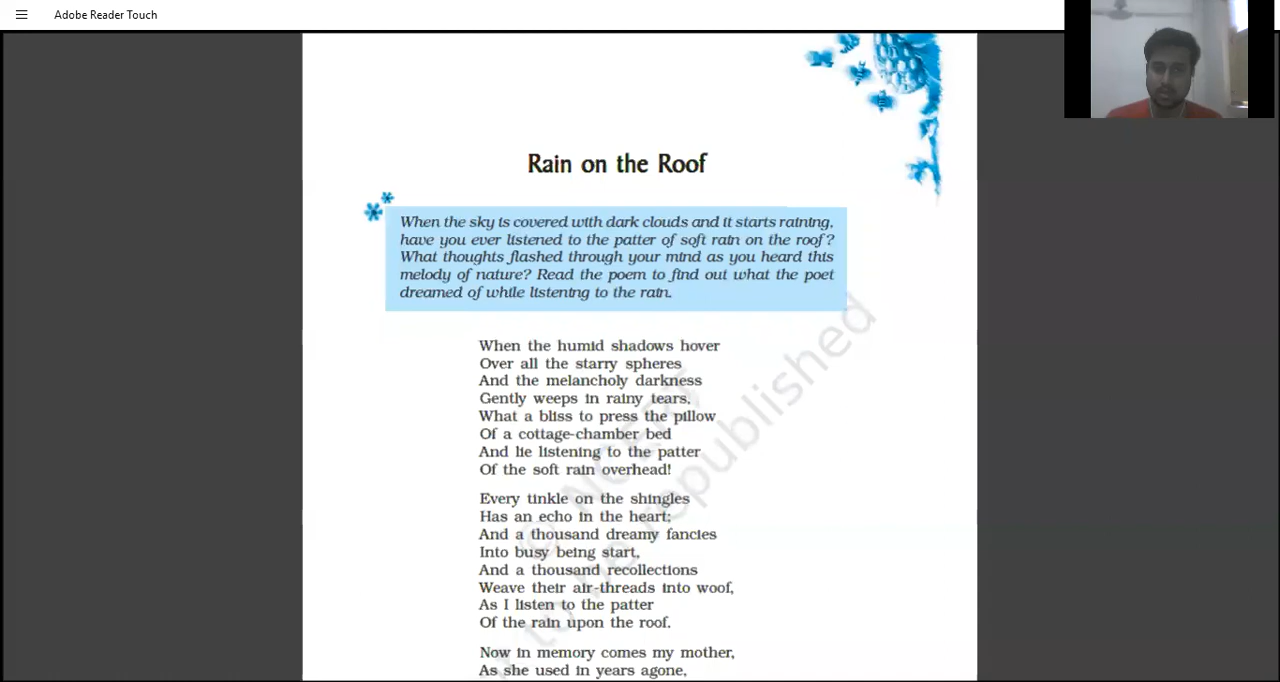 Adobe Reader Touch
Rain on the Roof
When the sky is covered with dark clouds and it starts raining,
have you ever listened to the patter of soft rain on the roof?
What thoughts flashed through your mind as you heard this
melody of nature? Read the poem to find out what the poet
dreamed of while listening to the rain.
When the humid shadows hover
Over all the starry spheres
And the melancholy darkness
Gently weeps in rainy tears,
What a bliss to press the pillow
Of a cottage-chamber bed
And lie listening to the patter
Of the soft rain overhead!
Every tinkle on the shingles
Has an echo in the heart;
And a thousand dreamy fancies
Into busy being start,
And a thousand recollections
Weave their air-threads into woof,
As I listen to the patter
Of the rain upon the roof.
Now in memory comes my mother,
As she used in years agone,
© NCERT
to be republished